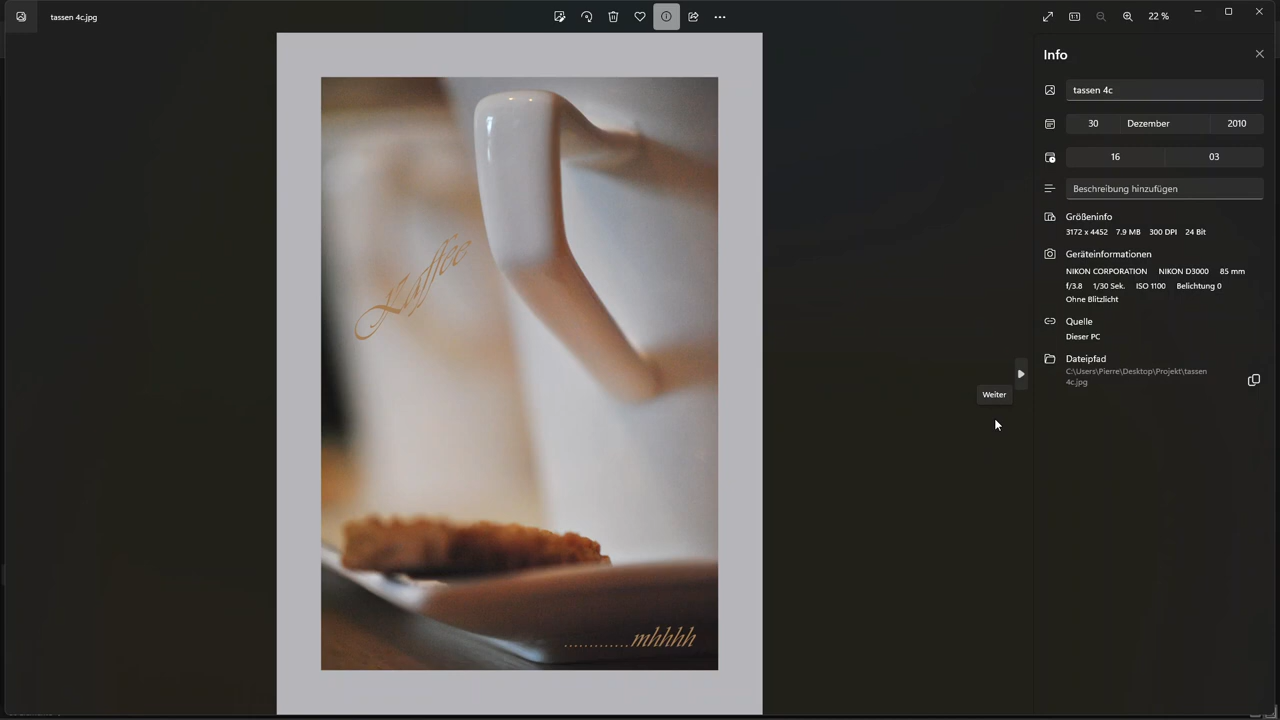 tassen 4c.jpg
22 %
Info
tassen 4c
30 Dezember 2010
16 03
Beschreibung hinzufügen
Größeninfo
3172 x 4452 7.9 MB 300 DPI 24 Bit
Geräteinformationen
NIKON CORPORATION NIKON D3000 85 mm
f/3.8 1/30 Sek. ISO 1100 Belichtung 0
Ohne Blitzlicht
Quelle
Dieser PC
Dateipfad
C:\Users\Pierre\Desktop\Projekt\tassen
4c.jpg
Weiter
Kaffee
.............mhhhh